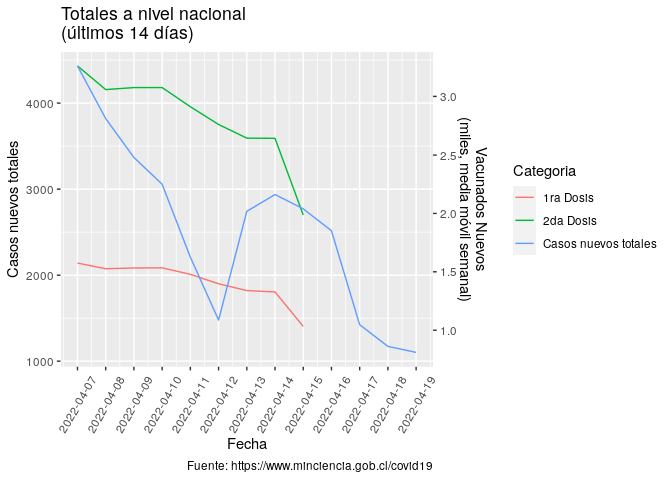 Totales a nivel nacional
(últimos 14 días)
Casos nuevos totales
4000
3000
2000
1000
3.0
2.5
2.0
1.5
1.0
Vacunados Nuevos
(miles, media móvil semanal)
2022-04-07
2022-04-08
2022-04-09
2022-04-10
2022-04-11
2022-04-12
2022-04-13
2022-04-14
2022-04-15
2022-04-16
2022-04-17
2022-04-18
2022-04-19
Fecha
Categoria
1ra Dosis
2da Dosis
Casos nuevos totales
Fuente: https://www.minciencia.gob.cl/covid19